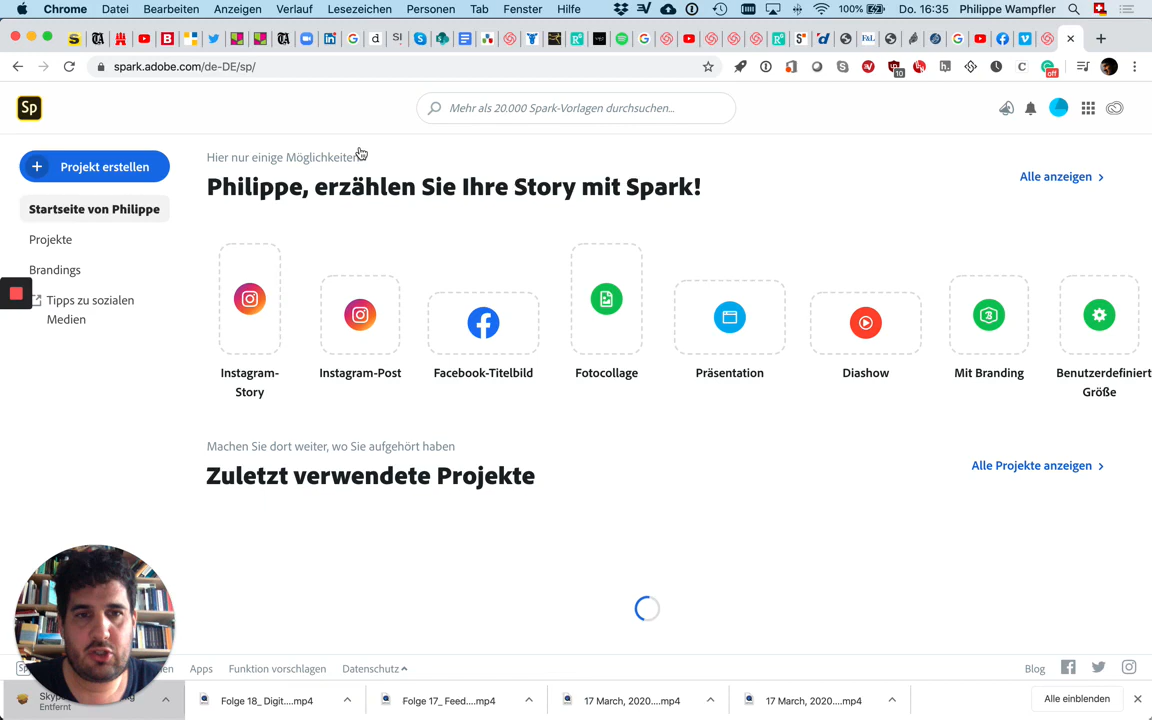 Chrome Datei Bearbeiten Anzeigen Verlauf Lesezeichen Personen Tab Fenster Hilfe 100% Do. 16:35 Philippe Wampfler
spark.adobe.com/de-DE/sp/
10
off
Sp
Mehr als 20.000 Spark-Vorlagen durchsuchen...
Projekt erstellen
Startseite von Philippe
Projekte
Brandings
Tipps zu sozialen
Medien
Hier nur einige Möglichkeiten
Philippe, erzählen Sie Ihre Story mit Spark!
Alle anzeigen
Instagram-
Story
Instagram-Post
Facebook-Titelbild
Fotocollage
Präsentation
Diashow
Mit Branding
Benutzerdefiniert
Größe
Machen Sie dort weiter, wo Sie aufgehört haben
Zuletzt verwendete Projekte
Alle Projekte anzeigen
Apps Funktion vorschlagen Datenschutz Blog
Entfernt
Folge 18_ Digit....mp4
Folge 17_ Feed....mp4
17 March, 2020....mp4
17 March, 2020....mp4
Alle einblenden